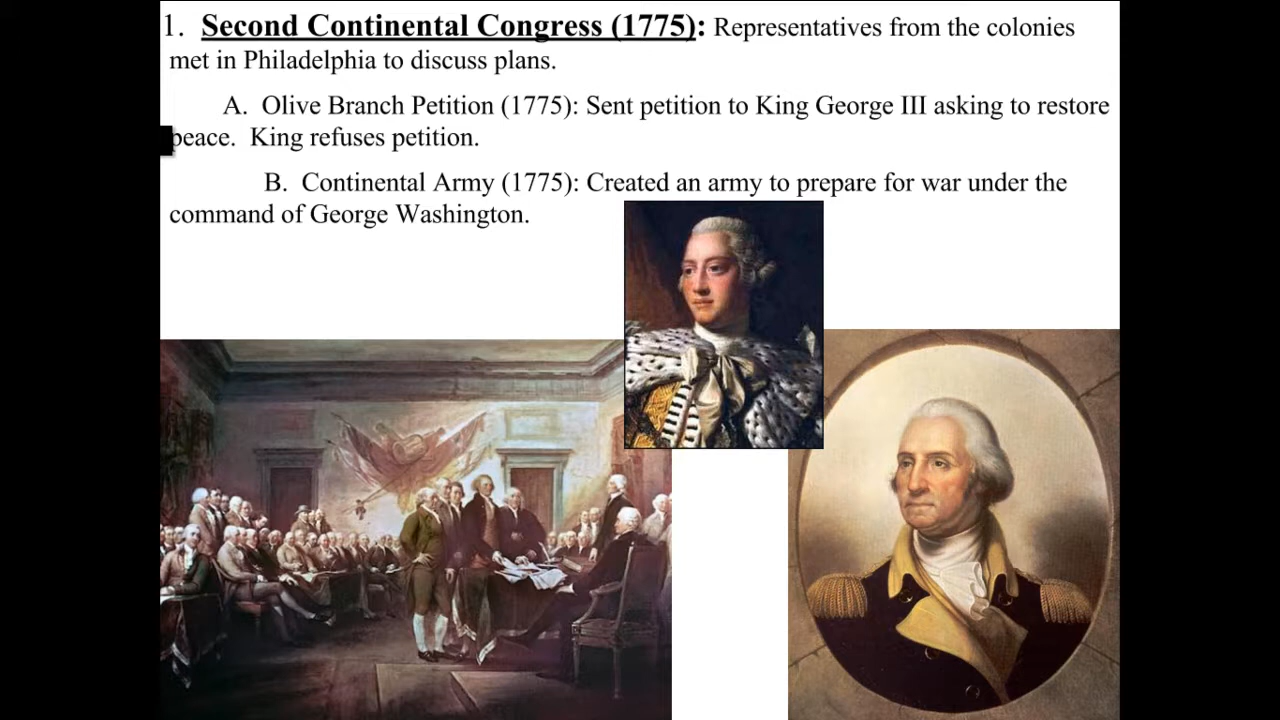 1. Second Continental Congress (1775): Representatives from the colonies
met in Philadelphia to discuss plans.
A. Olive Branch Petition (1775): Sent petition to King George III asking to restore
peace. King refuses petition.
B. Continental Army (1775): Created an army to prepare for war under the
command of George Washington.